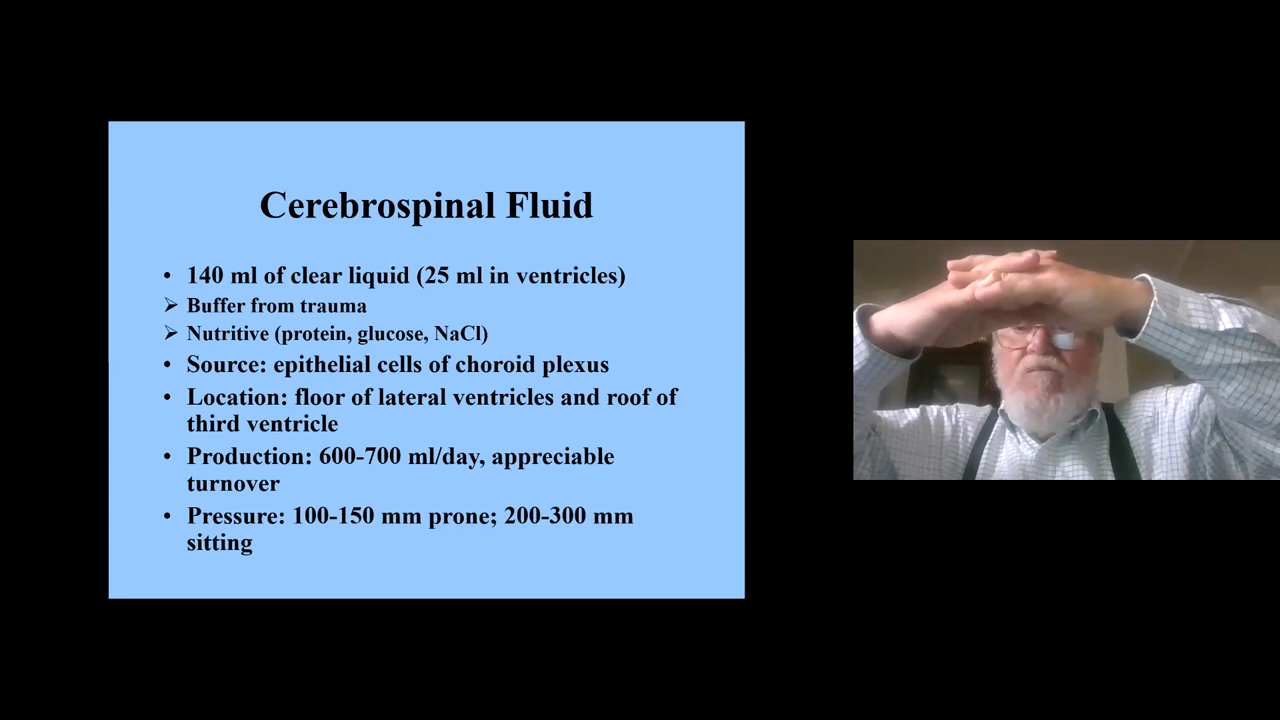 Cerebrospinal Fluid
• 140 ml of clear liquid (25 ml in ventricles)
➢ Buffer from trauma
➢ Nutritive (protein, glucose, NaCl)
• Source: epithelial cells of choroid plexus
• Location: floor of lateral ventricles and roof of
third ventricle
• Production: 600-700 ml/day, appreciable
turnover
• Pressure: 100-150 mm prone; 200-300 mm
sitting